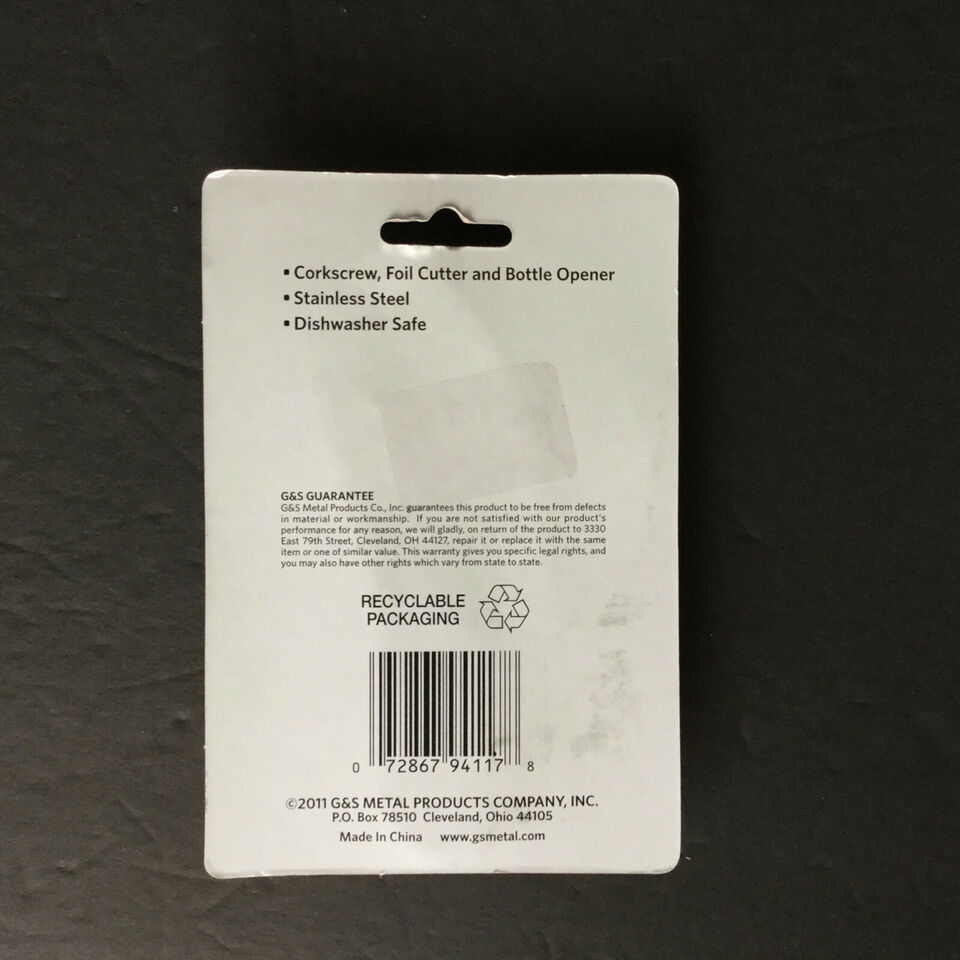 ▪ Corkscrew, Foil Cutter and Bottle Opener
▪ Stainless Steel
▪ Dishwasher Safe
G&S GUARANTEE
G&S Metal Products Co., Inc. guarantees this product to be free from defects
in material or workmanship. If you are not satisfied with our product's
performance for any reason, we will gladly, on return of the product to 3330
East 79th Street, Cleveland, OH 44127, repair it or replace it with the same
item or one of similar value. This warranty gives you specific legal rights, and
you may also have other rights which vary from state to state.
RECYCLABLE
PACKAGING
0 72867 94117 8
©2011 G&S METAL PRODUCTS COMPANY, INC.
P.O. Box 78510 Cleveland, Ohio 44105
Made In China www.gsmetal.com